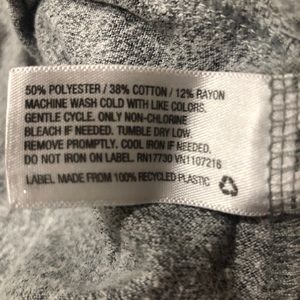 50% POLYESTER / 38% COTTON / 12% RAYON
MACHINE WASH COLD WITH LIKE COLORS.
GENTLE CYCLE. ONLY NON-CHLORINE
BLEACH IF NEEDED. TUMBLE DRY LOW.
REMOVE PROMPTLY. COOL IRON IF NEEDED.
DO NOT IRON ON LABEL. RN17730 VN1107216
LABEL MADE FROM 100% RECYCLED PLASTIC